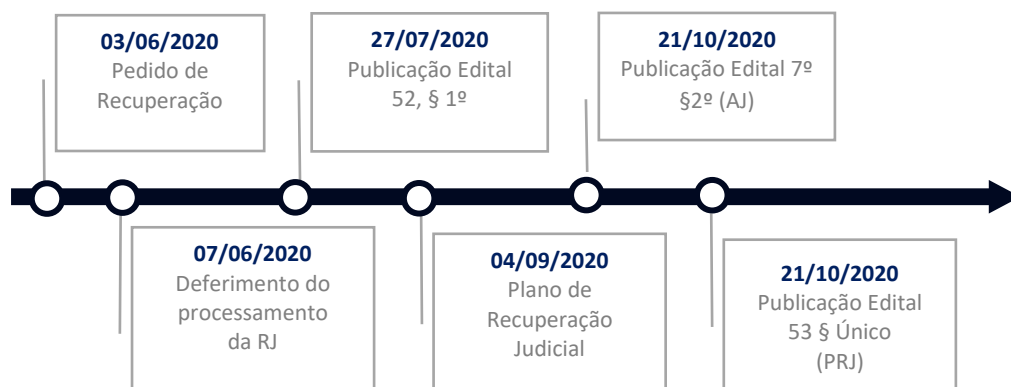 03/06/2020
Pedido de
Recuperação
27/07/2020
Publicação Edital
52, § 1º
21/10/2020
Publicação Edital 7º
§2º (AJ)
07/06/2020
Deferimento do
processamento
da RJ
04/09/2020
Plano de
Recuperação
Judicial
21/10/2020
Publicação Edital
53 § Único
(PRJ)